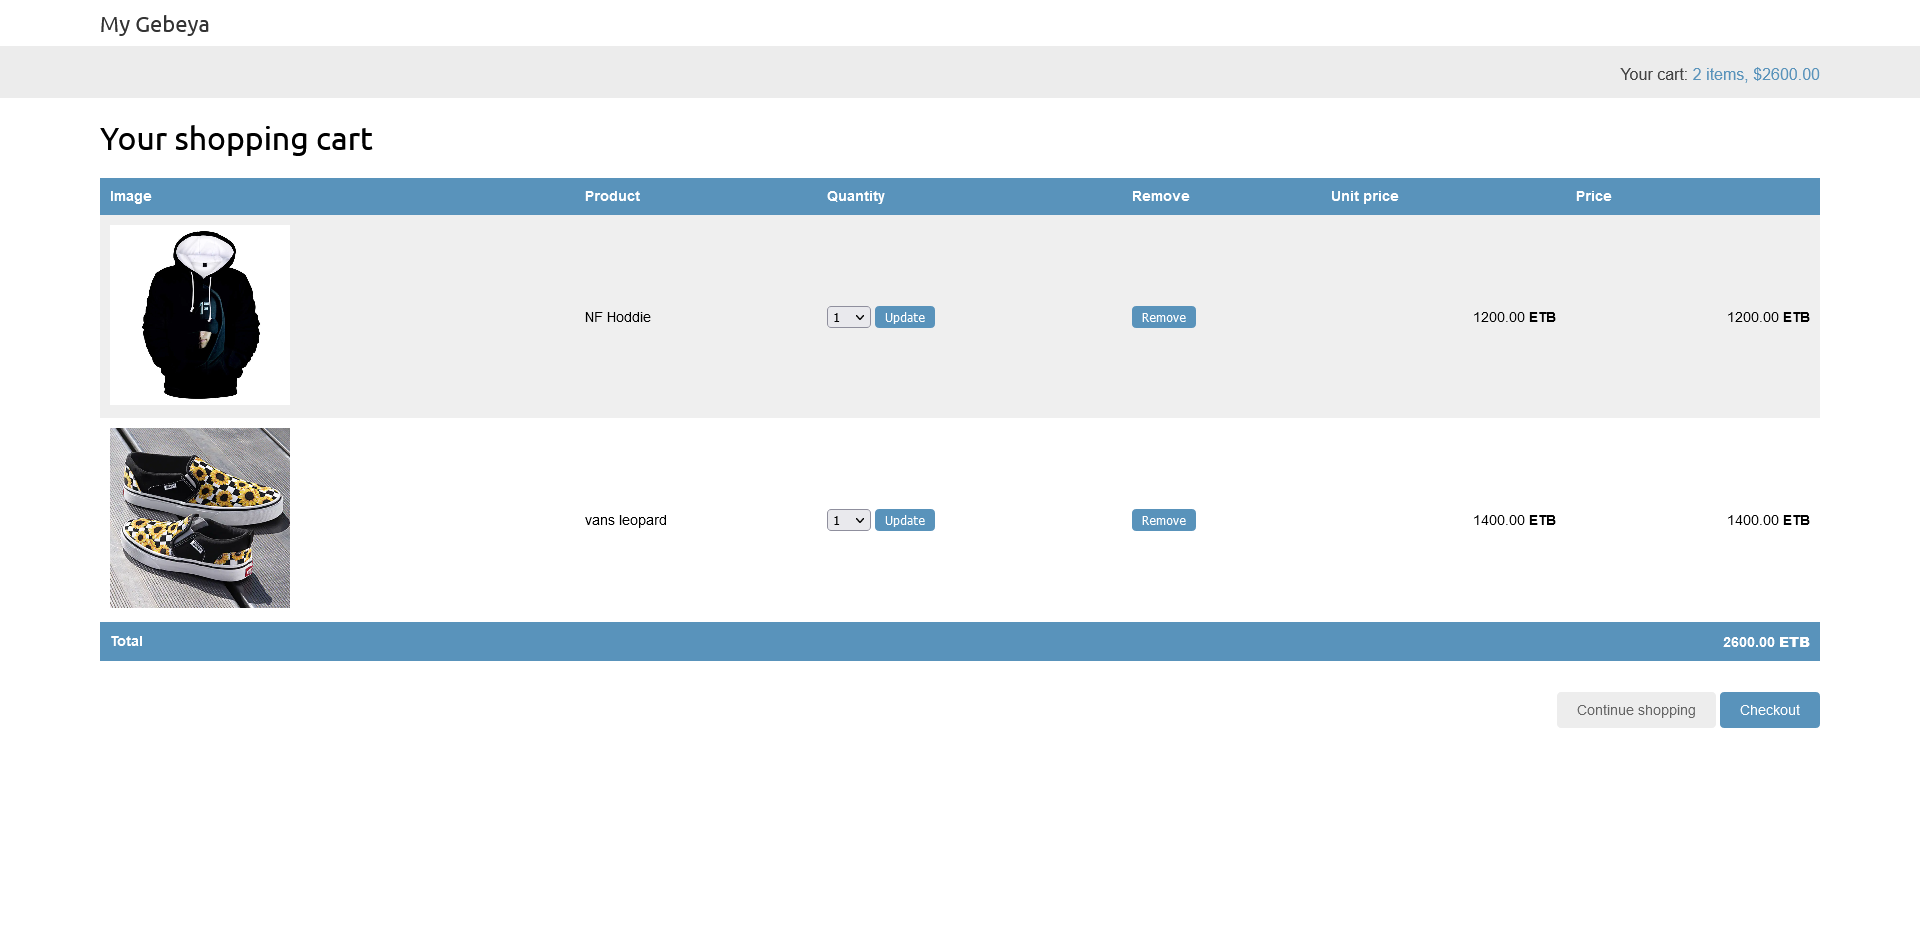 My Gebeya
Your cart: 2 items, $2600.00
Your shopping cart
Image Product Quantity Remove Unit price Price
NF Hoddie 1 Update Remove 1200.00 ETB 1200.00 ETB
vans leopard 1 Update Remove 1400.00 ETB 1400.00 ETB
Total 2600.00 ETB
Continue shopping Checkout